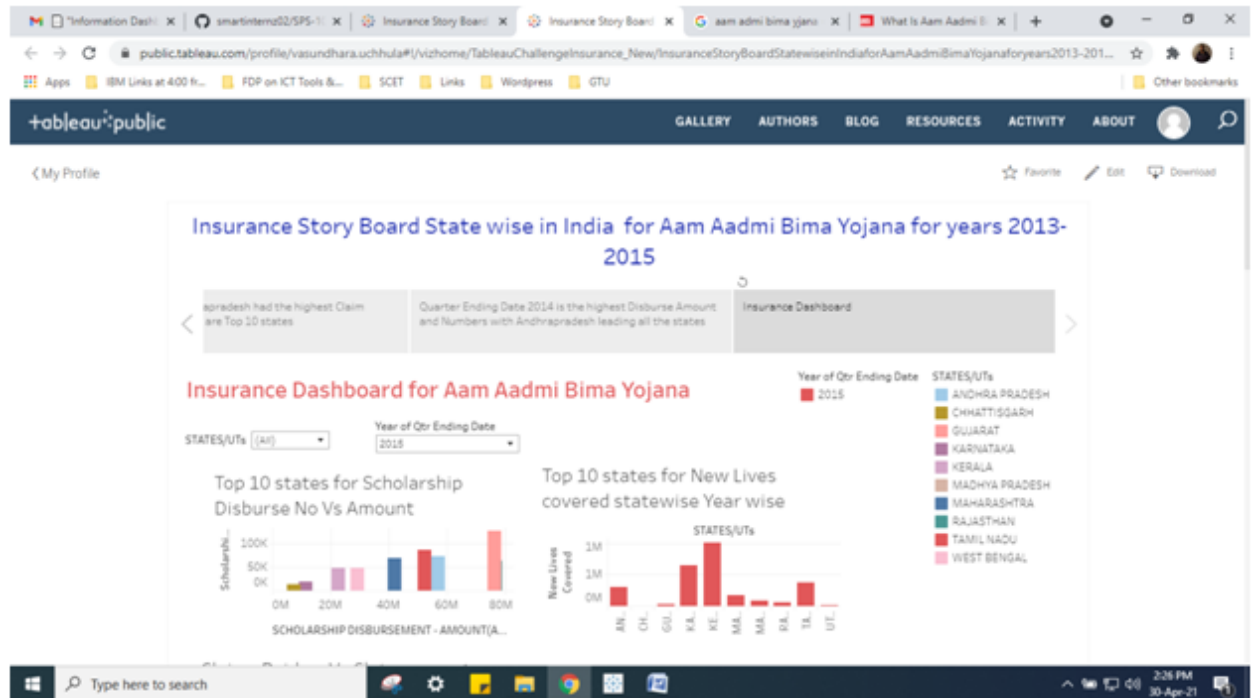 "Information Dash
smartinternz02/SPS-1
Insurance Story Board
Insurance Story Board
aam admi bima yjana
What Is Aam Aadmi B
public.tableau.com/profile/vasundhara.uchhula#!/vizhome/TableauChallengeInsurance_New/InsuranceStoryBoardStatewiseinIndiaforAamAadmiBimaYojanaforyears2013-201...
Apps
IBM Links at 4:00 fr...
FDP on ICT Tools &...
SCET
Links
Wordpress
GTU
Other bookmarks
+ableau public
GALLERY AUTHORS BLOG RESOURCES ACTIVITY ABOUT
My Profile
Favorite
Edit
Download
Insurance Story Board State wise in India for Aam Aadmi Bima Yojana for years 2013-
2015
apradesh had the highest Claim
are Top 10 states
Quarter Ending Date 2014 is the highest Disburse Amount
and Numbers with Andhrapradesh leading all the states
Insurance Dashboard
Insurance Dashboard for Aam Aadmi Bima Yojana
Year of Qtr Ending Date
2015
STATES/UTs
ANDHRA PRADESH
CHHATTISGARH
GUJARAT
KARNATAKA
KERALA
MADHYA PRADESH
MAHARASHTRA
RAJASTHAN
TAMIL NADU
WEST BENGAL
STATES/UTs (All)
Year of Qtr Ending Date
2015
Top 10 states for Scholarship
Disburse No Vs Amount
Scholarshi..
100K
50K
0K
0M 20M 40M 60M 80M
SCHOLARSHIP DISBURSEMENT - AMOUNT(A...
Top 10 states for New Lives
covered statewise Year wise
STATES/UTs
New Lives
Covered
1M
1M
0M
AN.. CH.. GU.. KA.. KE.. MA.. MA.. RA.. TA.. UT..
Type here to search
2:26 PM
30-Apr-21